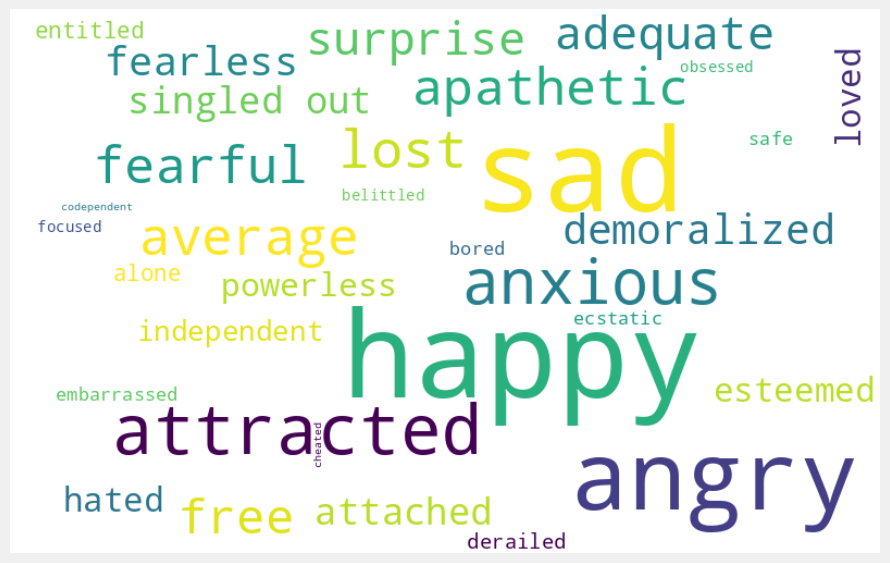 entitled
surprise
adequate
fearless
obsessed
loved
singled out
apathetic
lost
sad
safe
fearful
belittled
codependent
focused
average
demoralized
bored
alone
powerless
anxious
independent
ecstatic
happy
embarrassed
esteemed
attracted
cheated
angry
hated
free
attached
derailed